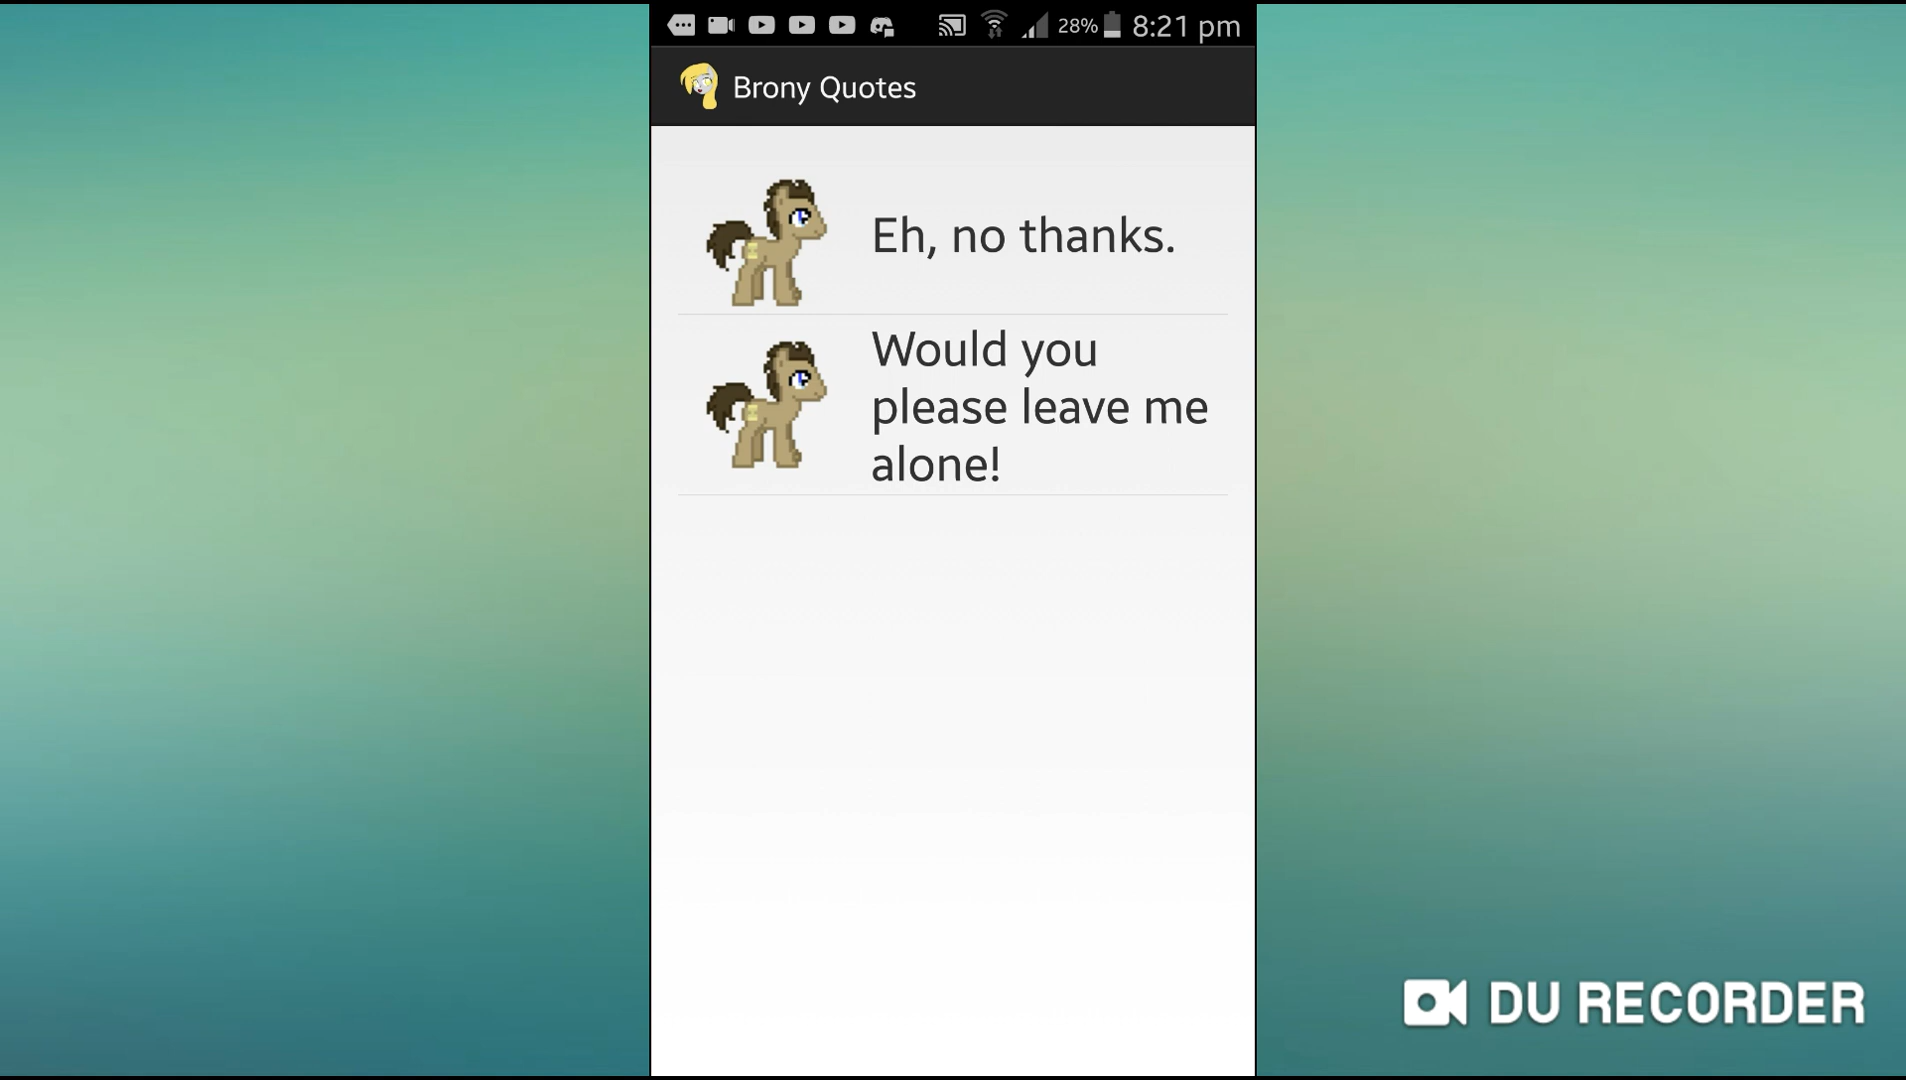 28% 8:21 pm
Brony Quotes
Eh, no thanks.
Would you
please leave me
alone!
DU RECORDER